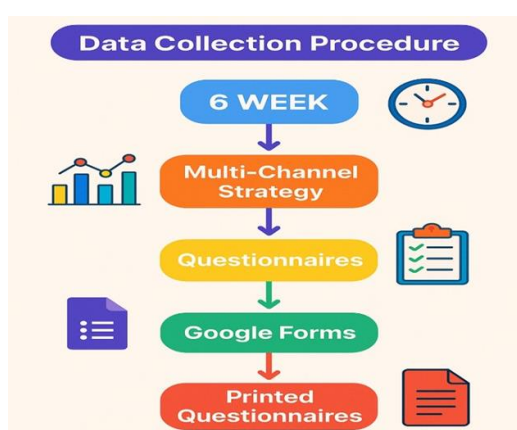 Data Collection Procedure
6 WEEK
Multi-Channel
Strategy
Questionnaires
Google Forms
Printed
Questionnaires